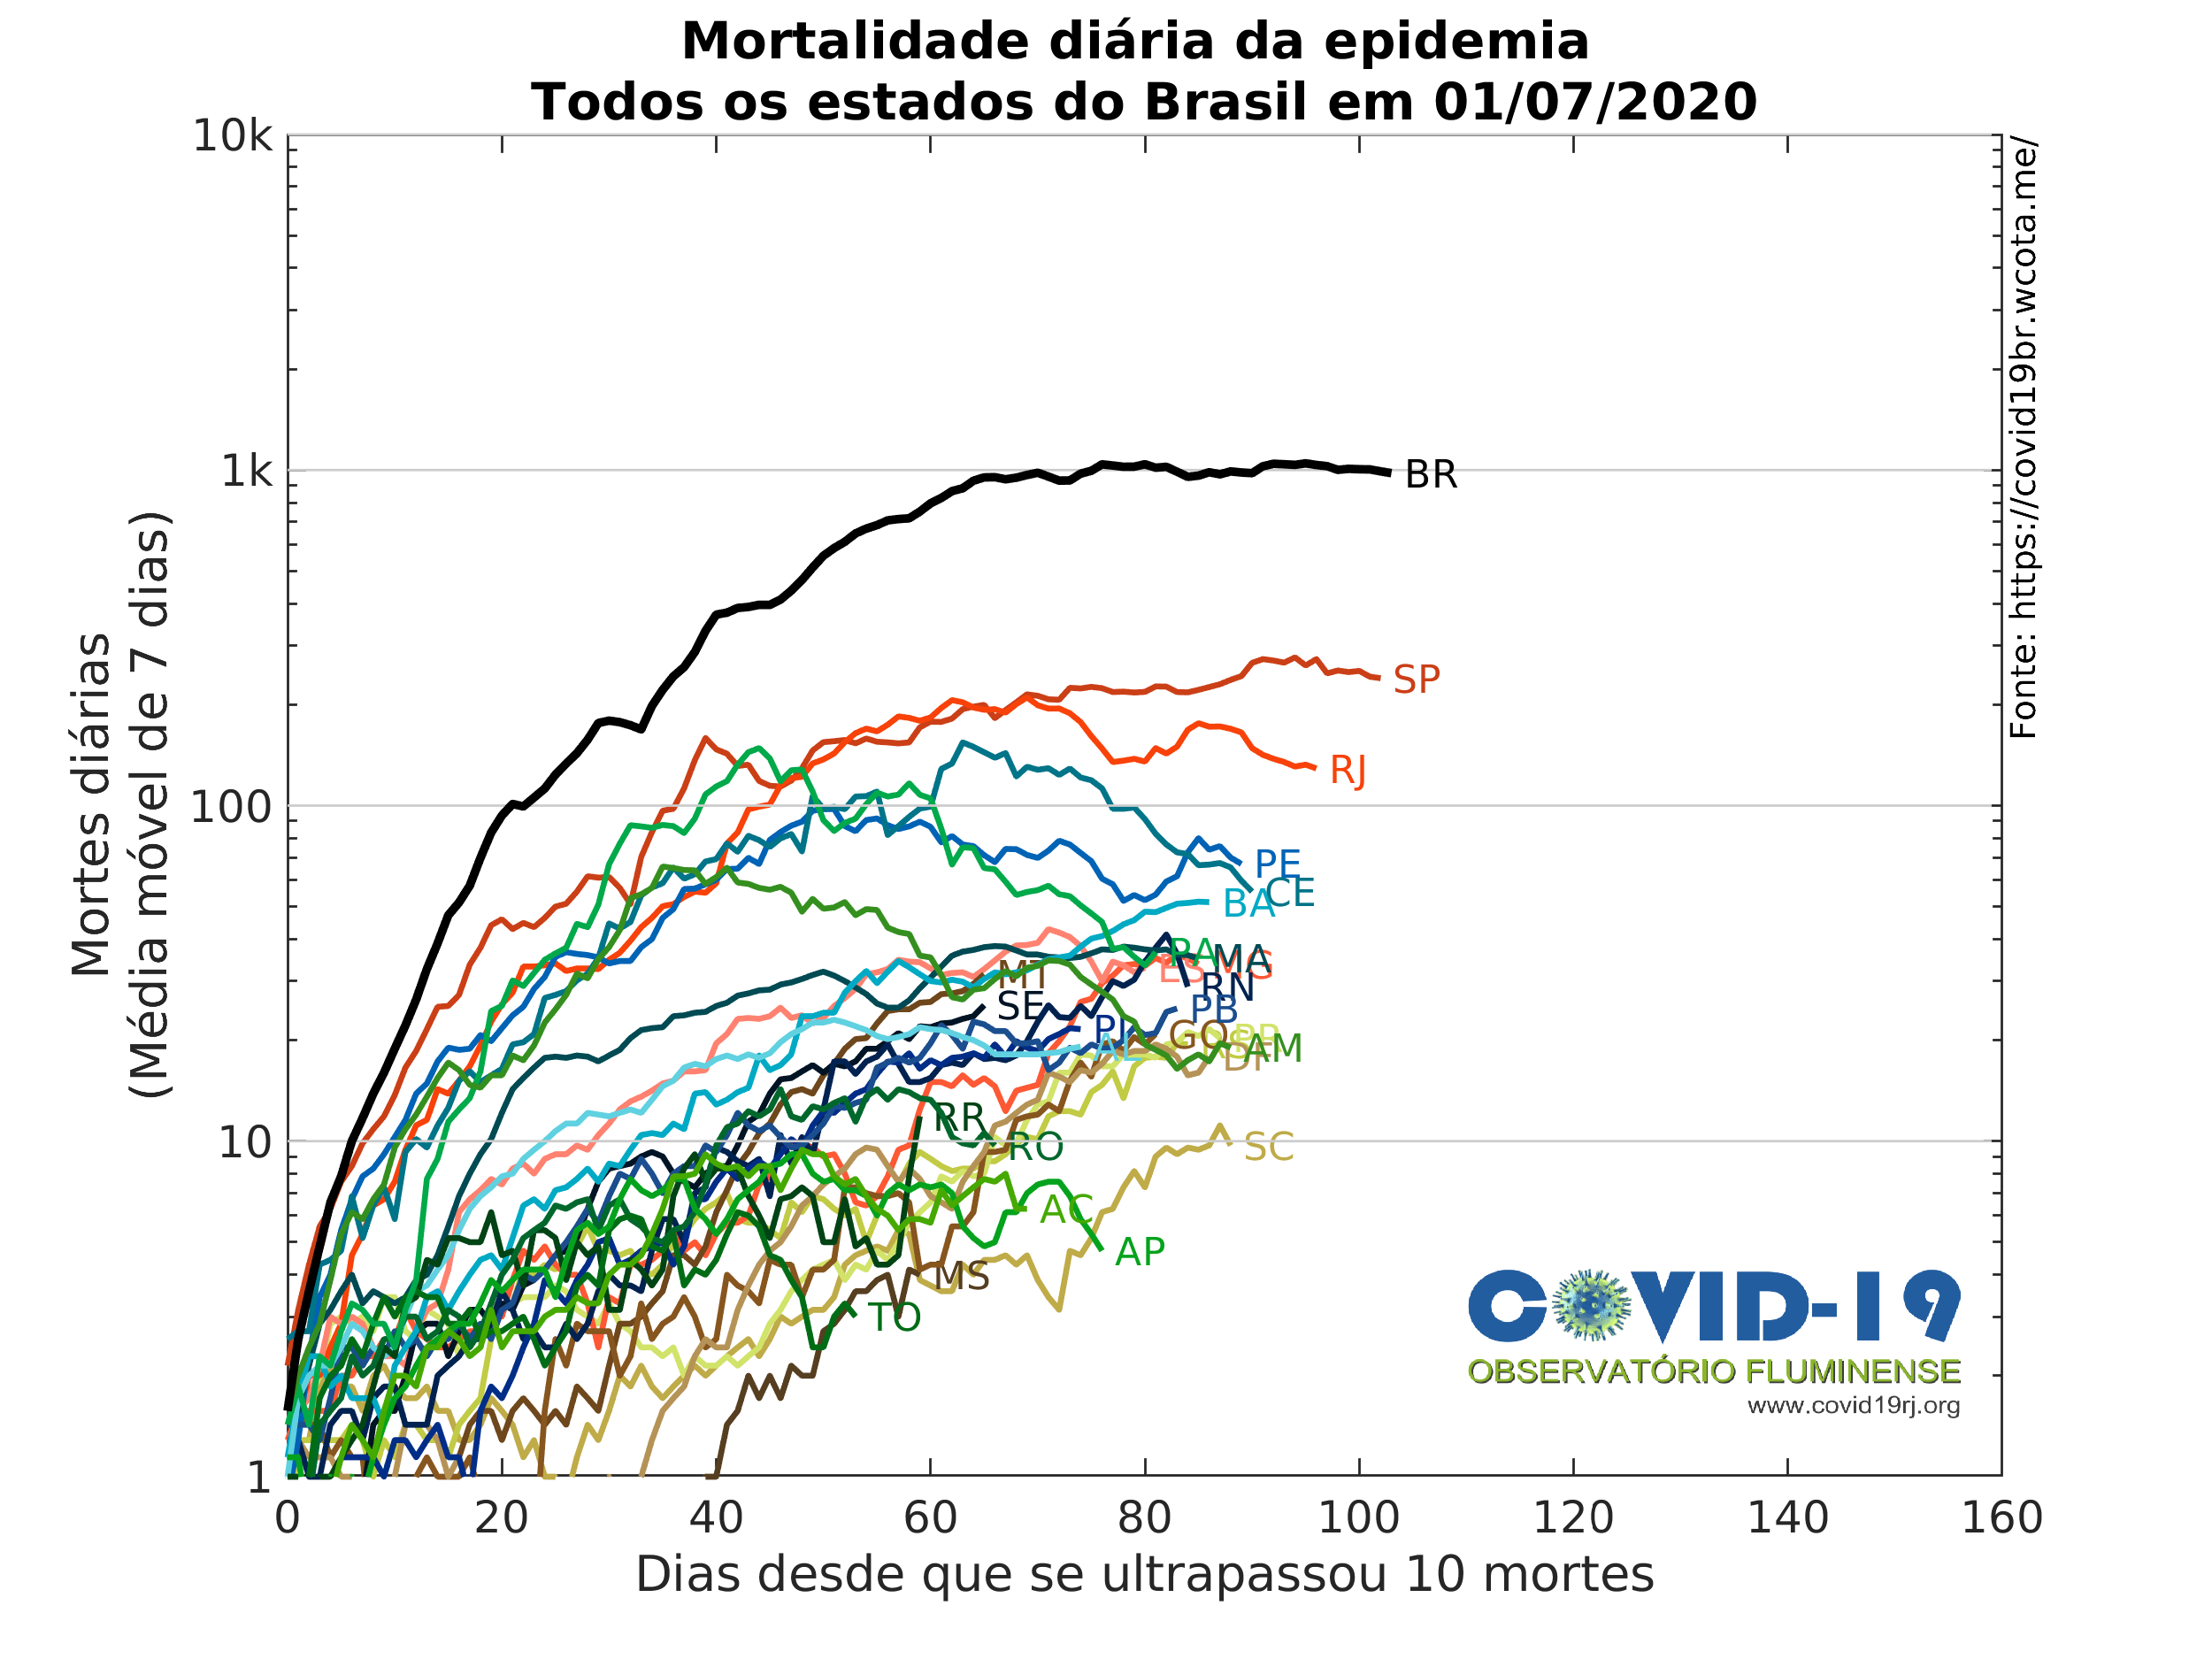 Mortalidade diária da epidemia
Todos os estados do Brasil em 01/07/2020
10k
1k
100
10
1
Mortes diárias
(Média móvel de 7 dias)
0 20 40 60 80 100 120 140 160
Dias desde que se ultrapassou 10 mortes
Fonte: https://covid19br.wcota.me/
BR
SP
RJ
PE
CE
BA
PA
MA
MG
ES
RN
MT
SE
PB
PI
GO
PR
AL
AM
DF
RR
RO
SC
AC
AP
MS
TO
COVID-19
OBSERVATÓRIO FLUMINENSE
www.covid19rj.org